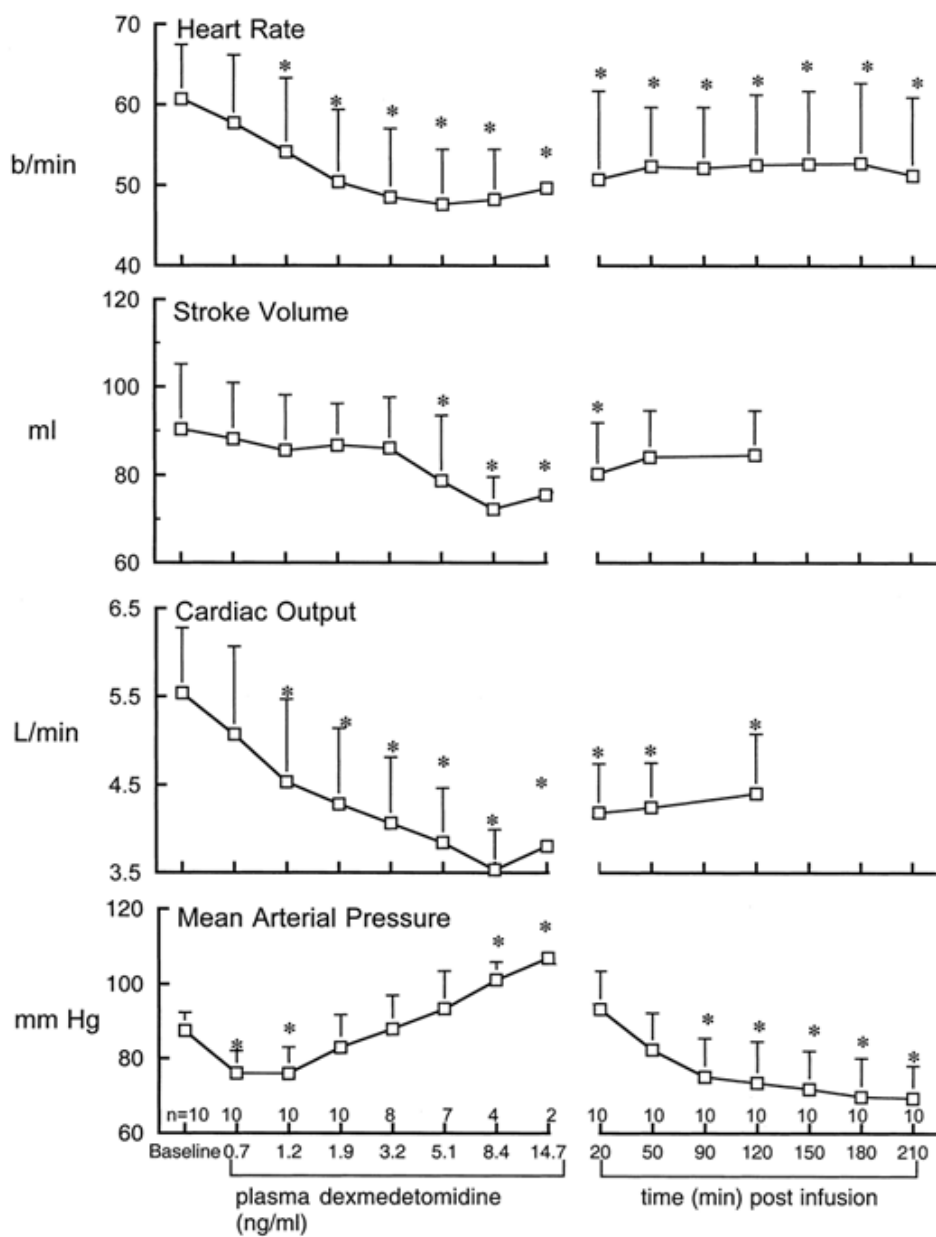 Heart Rate
70
60
b/min
50
40
* * * * * * * * * * * * *
120
Stroke Volume
100
ml
80
60
* * * *
6.5
Cardiac Output
5.5
L/min
4.5
3.5
* * * * * * * * *
120
Mean Arterial Pressure
100
mm Hg
80
60
* * * * * * * * *
n=10 10 10 10 8 7 4 2 10 10 10 10 10 10 10
Baseline 0.7 1.2 1.9 3.2 5.1 8.4 14.7 20 50 90 120 150 180 210
plasma dexmedetomidine
(ng/ml)
time (min) post infusion